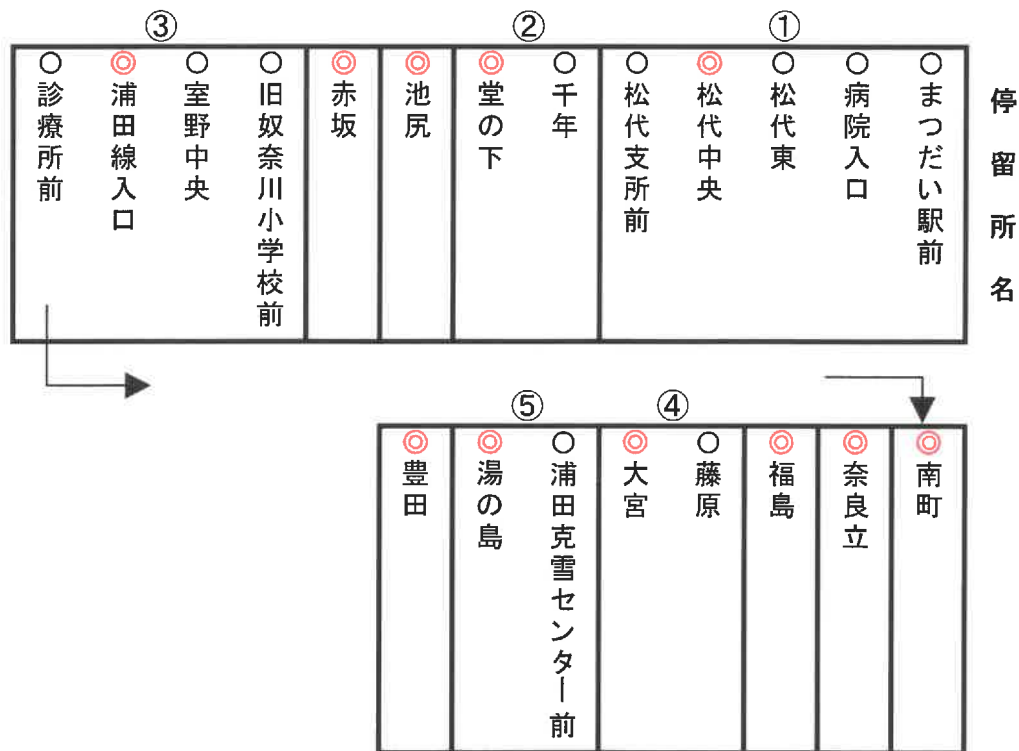 停留所名
①
◎まつだい駅前
○病院入口
○松代東
◎松代中央
○松代支所前
②
○千年
◎堂の下
◎池尻
◎赤坂
③
○旧奴奈川小学校前
○室野中央
◎浦田線入口
○診療所前
◎南町
◎奈良立
◎福島
④
○藤原
◎大宮
⑤
○浦田克雪センター前
◎湯の島
◎豊田